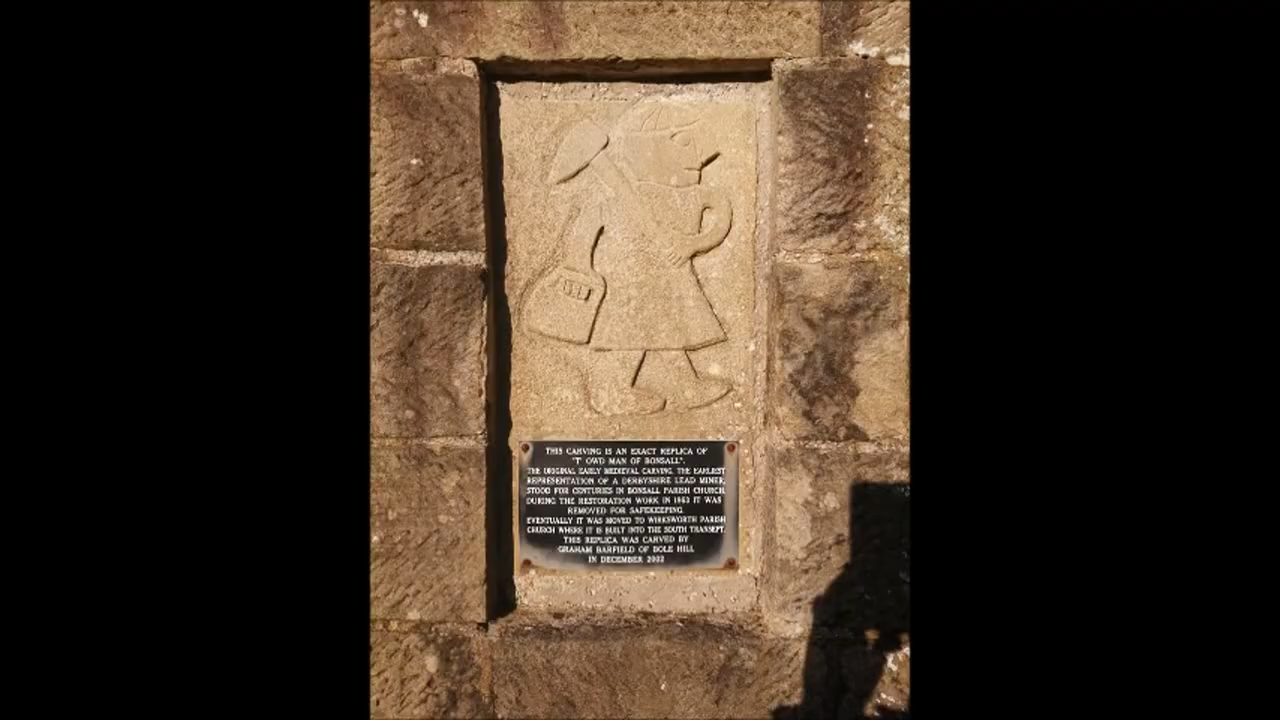 THIS CARVING IS AN EXACT REPLICA OF
"T' OWD MAN OF BONSALL".
THE ORIGINAL EARLY MEDIEVAL CARVING, THE EARLIEST
REPRESENTATION OF A DERBYSHIRE LEAD MINER,
STOOD FOR CENTURIES IN BONSALL PARISH CHURCH.
DURING THE RESTORATION WORK IN 1863 IT WAS
REMOVED FOR SAFEKEEPING.
EVENTUALLY IT WAS MOVED TO WIRKSWORTH PARISH
CHURCH WHERE IT IS BUILT INTO THE SOUTH TRANSEPT.
THIS REPLICA WAS CARVED BY
GRAHAM BARFIELD OF BOLE HILL
IN DECEMBER 2002